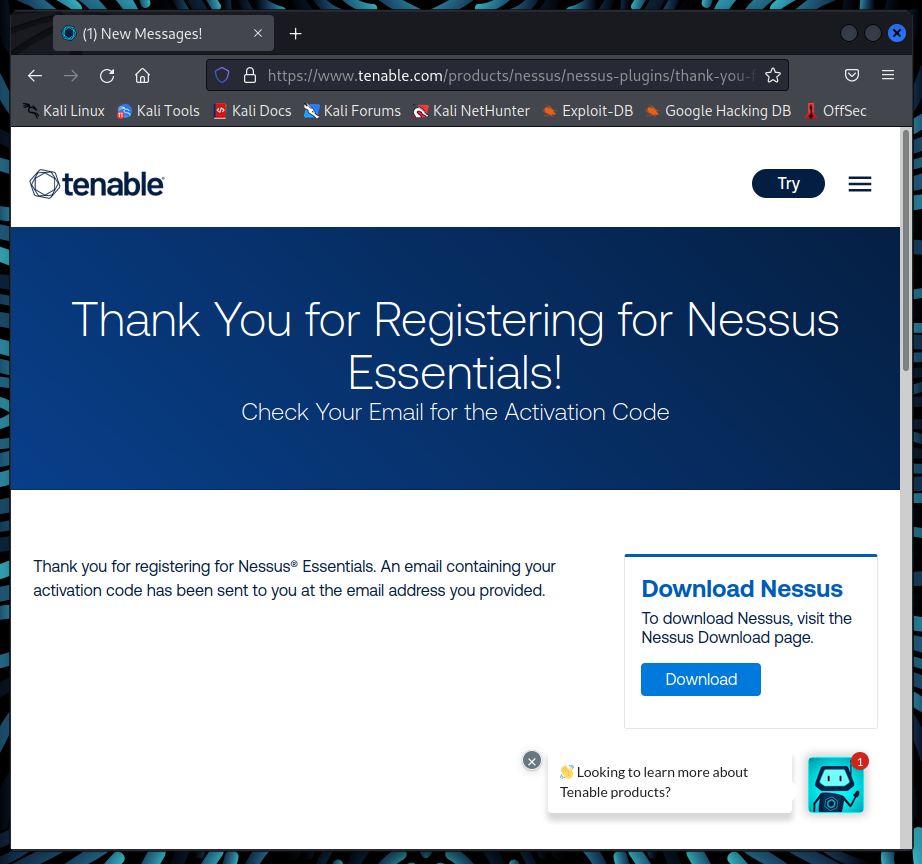 (1) New Messages!
https://www.tenable.com/products/nessus/nessus-plugins/thank-you-
Kali Linux Kali Tools Kali Docs Kali Forums Kali NetHunter Exploit-DB Google Hacking DB OffSec
tenable
Try
Thank You for Registering for Nessus
Essentials!
Check Your Email for the Activation Code
Thank you for registering for Nessus® Essentials. An email containing your
activation code has been sent to you at the email address you provided.
Download Nessus
To download Nessus, visit the
Nessus Download page.
Download
👋 Looking to learn more about
Tenable products?
1